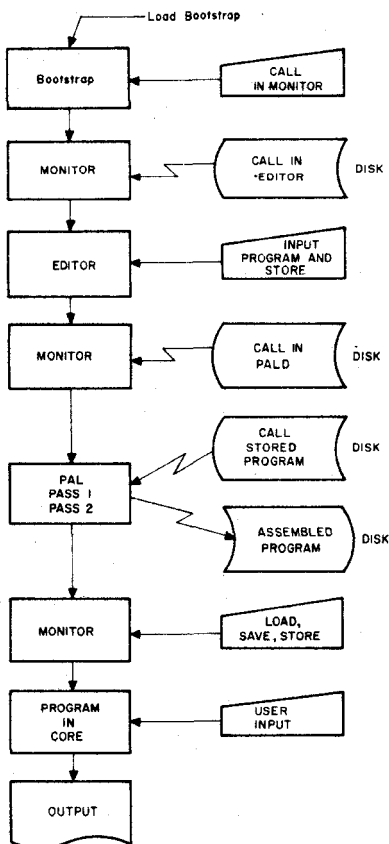 Load Bootstrap
Bootstrap
CALL
IN MONITOR
MONITOR
CALL IN
EDITOR
DISK
EDITOR
INPUT
PROGRAM AND
STORE
MONITOR
CALL IN
PALD
DISK
CALL
STORED
PROGRAM
DISK
PAL
PASS 1
PASS 2
ASSEMBLED
PROGRAM
DISK
MONITOR
LOAD,
SAVE, STORE
PROGRAM
IN
CORE
USER
INPUT
OUTPUT